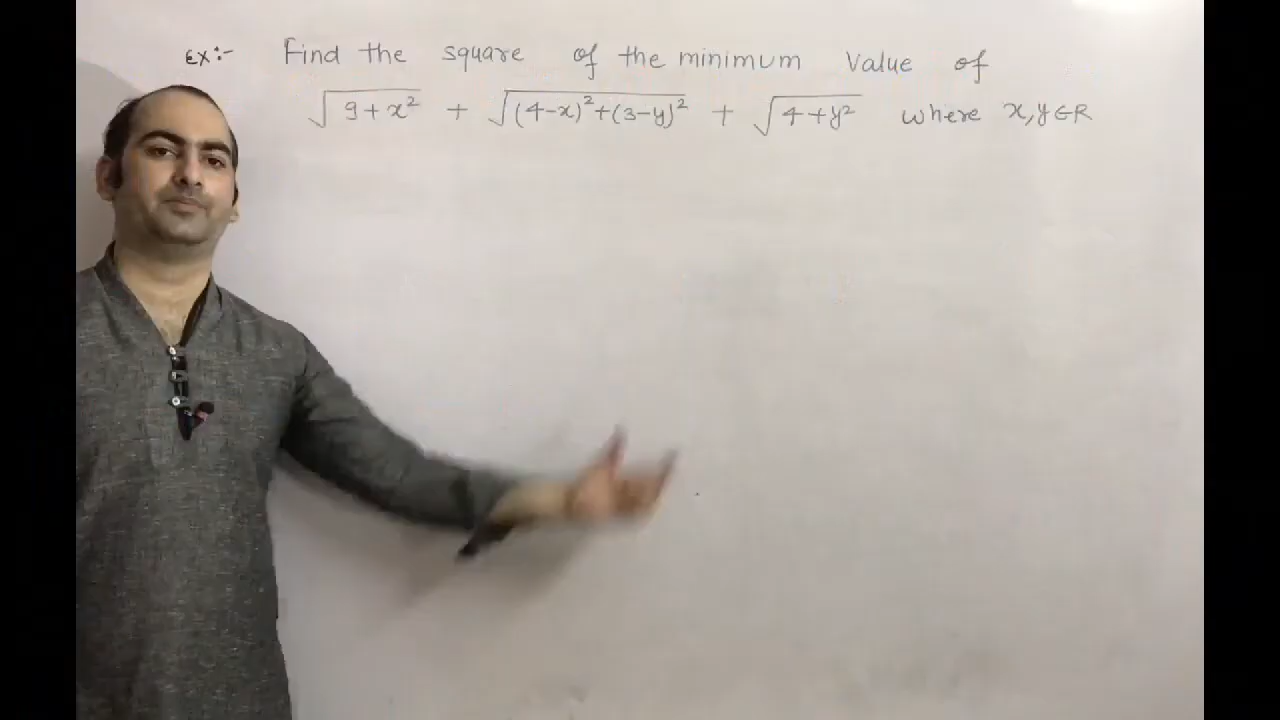 Ex:- Find the square of the minimum value of
√(9+x²) + √((4-x)²+(3-y)²) + √(4+y²) where x,y∈R